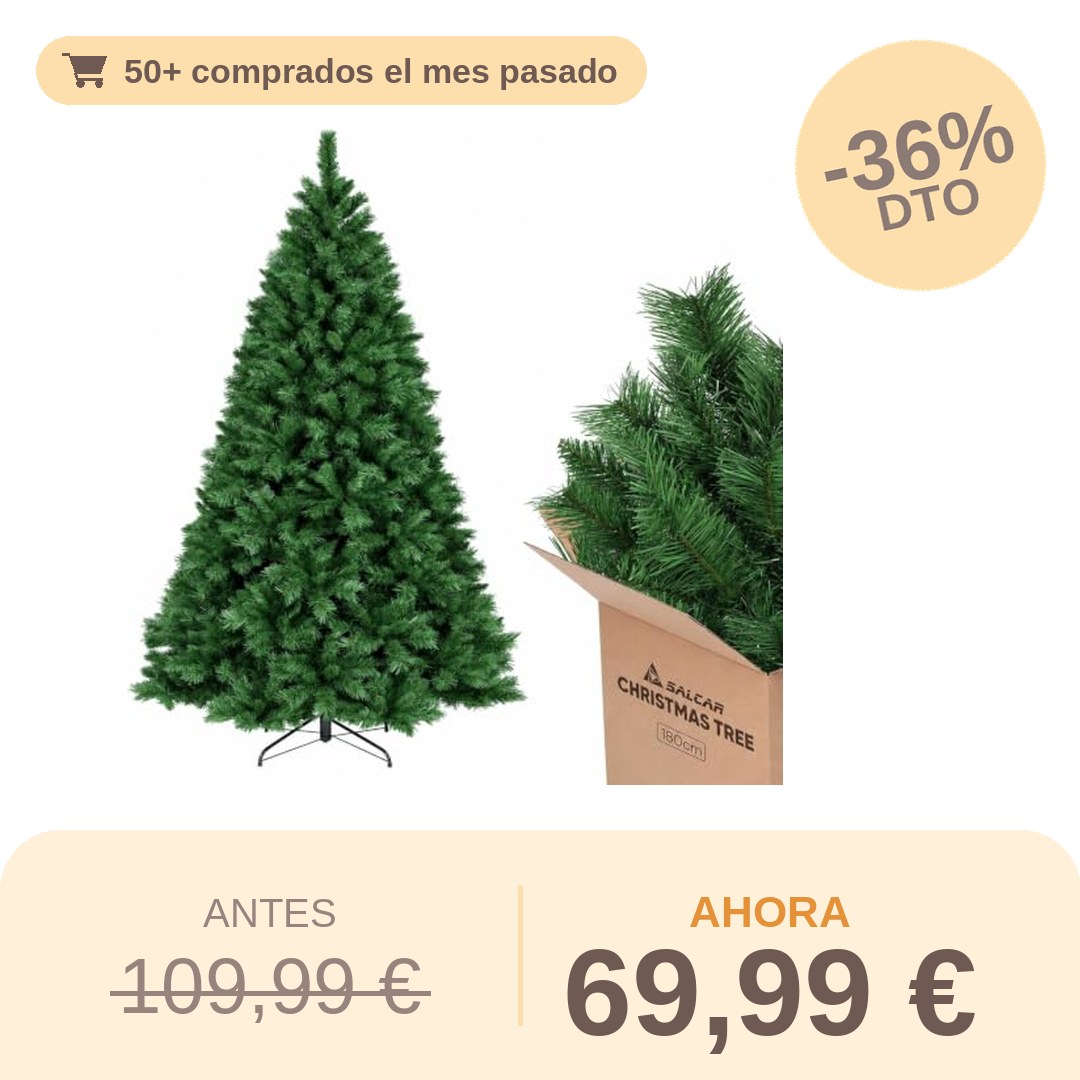 50+ comprados el mes pasado
-36%
DTO
SALCAR
CHRISTMAS TREE
180cm
ANTES
AHORA
109,99 €
69,99 €